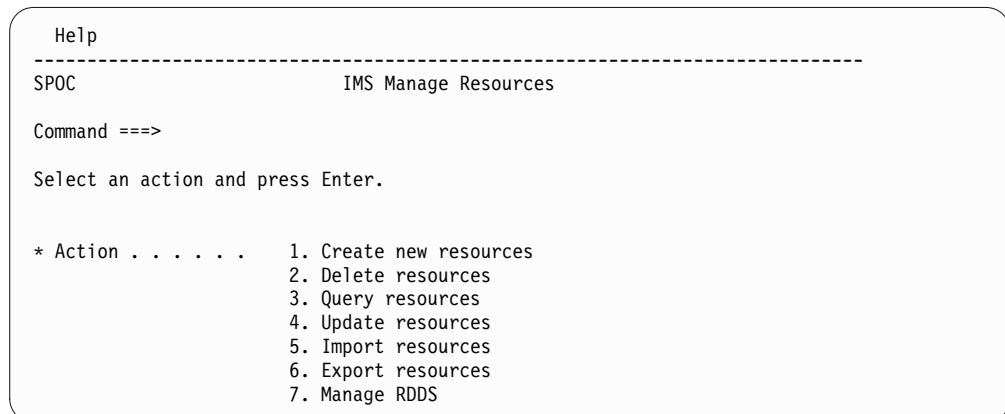 Help
------------------------------------------------------------------------------
SPOC IMS Manage Resources
Command ===>
Select an action and press Enter.
* Action . . . . . . 1. Create new resources
2. Delete resources
3. Query resources
4. Update resources
5. Import resources
6. Export resources
7. Manage RDDS